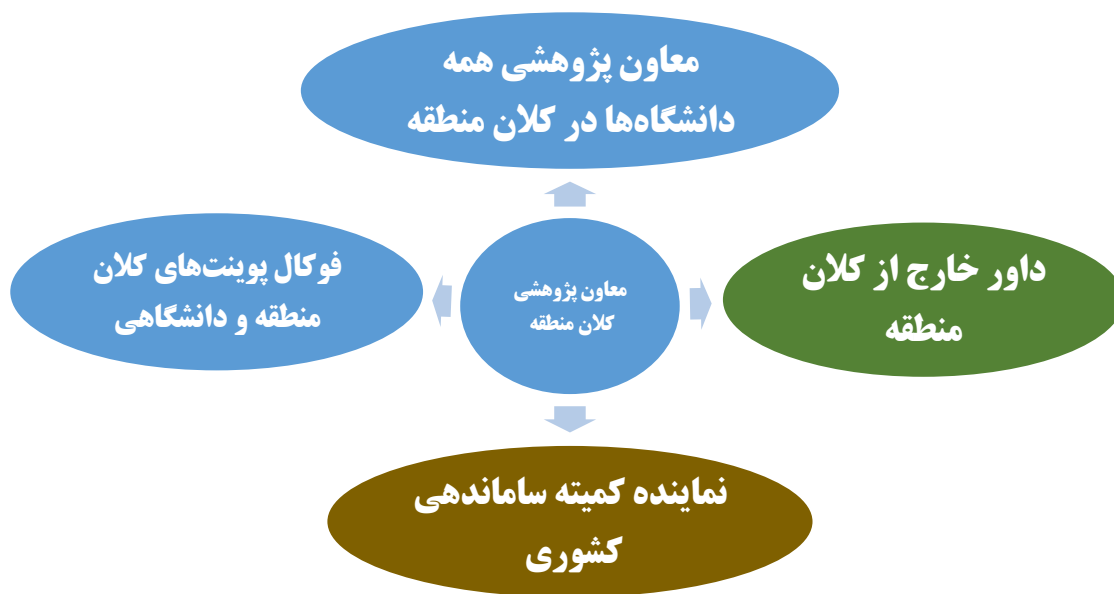 معاون پژوهشی همه
دانشگاه‌ها در کلان منطقه
داور خارج از کلان
منطقه
معاون پژوهشی
کلان منطقه
فوکال پوینت‌های کلان
منطقه و دانشگاهی
نماینده کمیته ساماندهی
کشوری